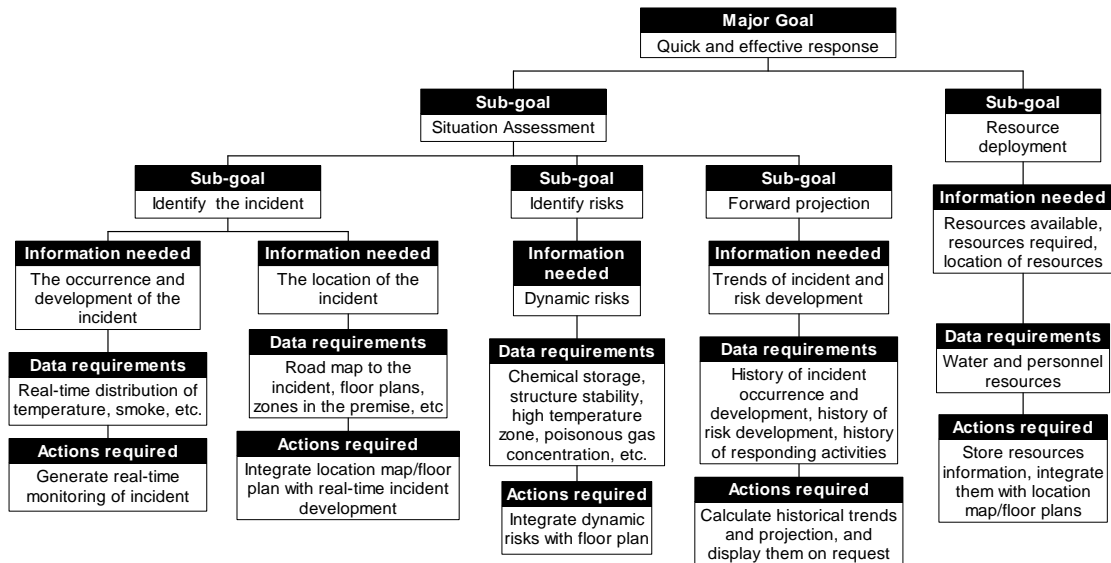 Major Goal
Quick and effective response
Sub-goal
Situation Assessment
Sub-goal
Resource
deployment
Sub-goal
Identify the incident
Sub-goal
Identify risks
Sub-goal
Forward projection
Information needed
Resources available,
resources required,
location of resources
Information needed
The occurrence and
development of the
incident
Information needed
The location of the
incident
Information
needed
Dynamic risks
Information needed
Trends of incident and
risk development
Data requirements
Real-time distribution of
temperature, smoke, etc.
Data requirements
Road map to the
incident, floor plans,
zones in the premise, etc
Data requirements
Chemical storage,
structure stability,
high temperature
zone, poisonous gas
concentration, etc.
Data requirements
History of incident
occurrence and
development, history of
risk development, history
of responding activities
Data requirements
Water and personnel
resources
Actions required
Generate real-time
monitoring of incident
Actions required
Integrate location map/floor
plan with real-time incident
development
Actions required
Integrate dynamic
risks with floor plan
Actions required
Calculate historical trends
and projection, and
display them on request
Actions required
Store resources
information, integrate
them with location
map/floor plans